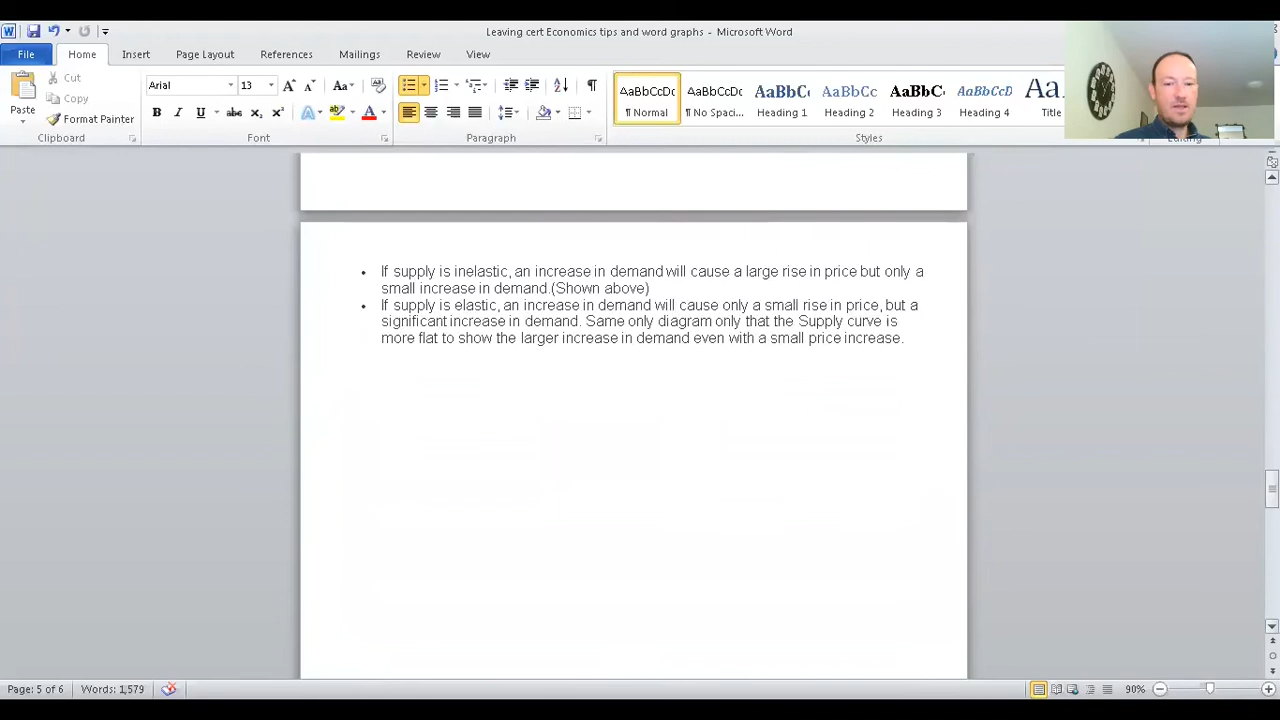 Leaving cert Economics tips and word graphs - Microsoft Word
File Home Insert Page Layout References Mailings Review View
Paste
Cut
Copy
Format Painter
Clipboard
Arial 13
Font
Paragraph
AaBbCcDc AaBbCcDc AaBbCc AaBbCc AaBbC AaBbCcD
¶ Normal ¶ No Spaci... Heading 1 Heading 2 Heading 3 Heading 4 Title
Styles
Editing
• If supply is inelastic, an increase in demand will cause a large rise in price but only a
small increase in demand.(Shown above)
• If supply is elastic, an increase in demand will cause only a small rise in price, but a
significant increase in demand. Same only diagram only that the Supply curve is
more flat to show the larger increase in demand even with a small price increase.
Page: 5 of 6 Words: 1,579 90%